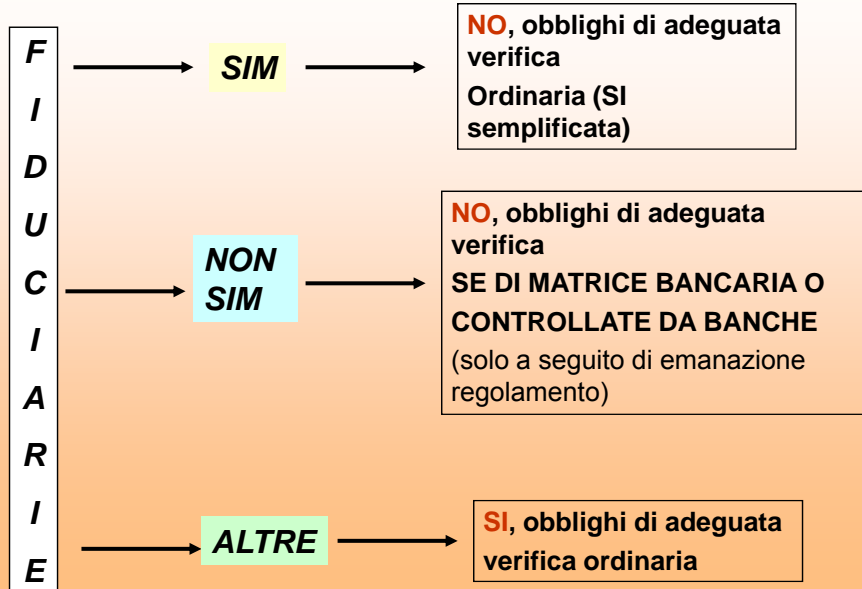 FIDUCIARIE
SIM
NO, obblighi di adeguata
verifica
Ordinaria (SI
semplificata)
NON
SIM
NO, obblighi di adeguata
verifica
SE DI MATRICE BANCARIA O
CONTROLLATE DA BANCHE
(solo a seguito di emanazione
regolamento)
ALTRE
SI, obblighi di adeguata
verifica ordinaria